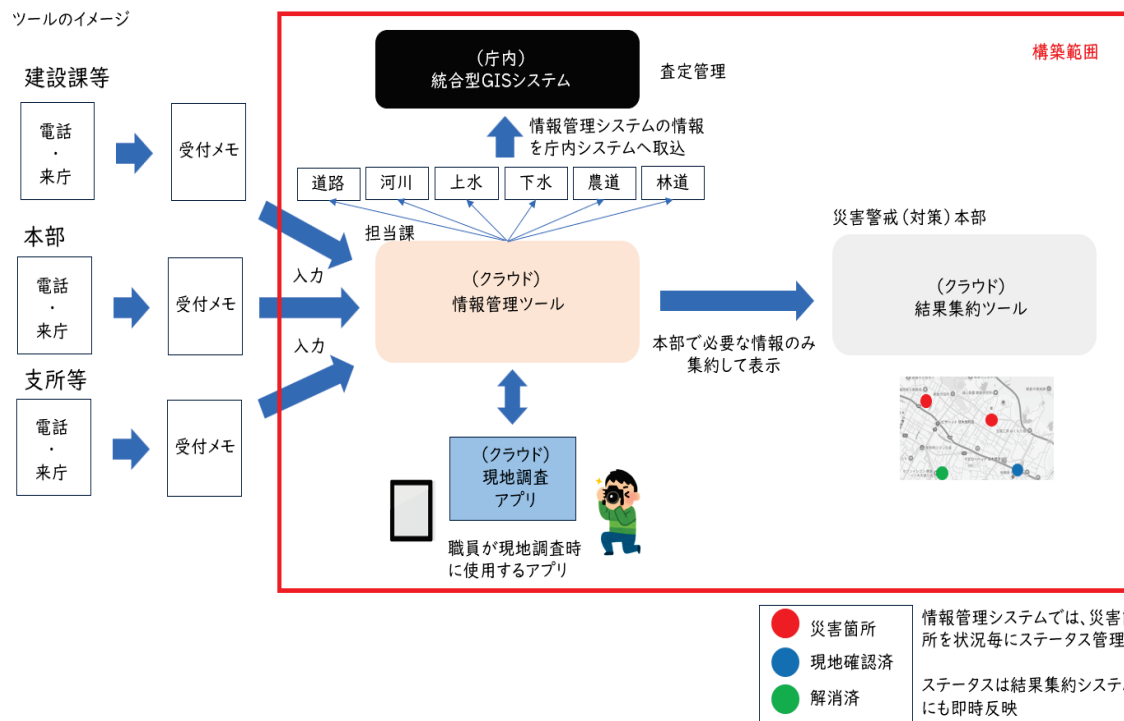 ツールのイメージ
構築範囲
(庁内)
統合型GISシステム
査定管理
建設課等
電話
・
来庁
受付メモ
情報管理システムの情報
を庁内システムへ取込
道路
河川
上水
下水
農道
林道
本部
電話
・
来庁
受付メモ
入力
担当課
(クラウド)
情報管理ツール
災害警戒(対策)本部
(クラウド)
結果集約ツール
入力
本部で必要な情報のみ
集約して表示
支所等
電話
・
来庁
受付メモ
(クラウド)
現地調査
アプリ
職員が現地調査時
に使用するアプリ
災害箇所
現地確認済
解消済
情報管理システムでは、災害
所を状況毎にステータス管理
ステータスは結果集約システ
にも即時反映